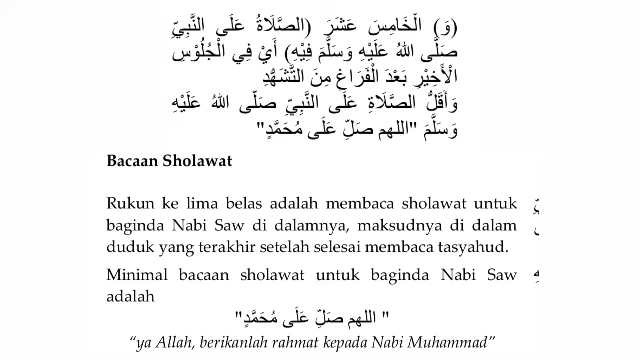 (وَ) الْخَامِسَ عَشَرَ (الصَّلَاةُ عَلَى النَّبِيِّ
صَلَّى اللهُ عَلَيْهِ وَسَلَّمَ فِيْهِ) أَيْ فِي الْجُلُوْسِ
الْأَخِيْرِ بَعْدَ الْفَرَاغِ مِنَ التَّشَهُّدِ
وَأَقَلُّ الصَّلَاةِ عَلَى النَّبِيِّ صَلَّى اللهُ عَلَيْهِ
وَسَلَّمَ "اللهم صَلِّ عَلَى مُحَمَّدٍ"
Bacaan Sholawat
Rukun ke lima belas adalah membaca sholawat untuk
baginda Nabi Saw di dalamnya, maksudnya di dalam
duduk yang terakhir setelah selesai membaca tasyahud.
Minimal bacaan sholawat untuk baginda Nabi Saw
adalah
" اللهم صَلِّ عَلَى مُحَمَّدٍ"
“ya Allah, berikanlah rahmat kepada Nabi Muhammad”